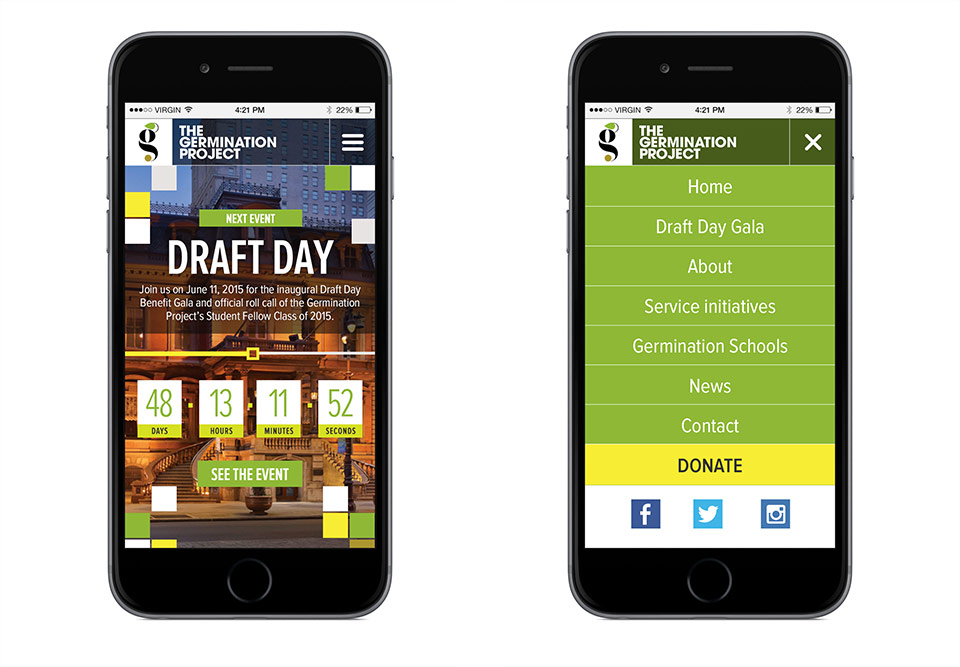 VIRGIN 4:21 PM 22%
g THE
GERMINATION
PROJECT
NEXT EVENT
DRAFT DAY
Join us on June 11, 2015 for the inaugural Draft Day
Benefit Gala and official roll call of the Germination
Project's Student Fellow Class of 2015.
48 13 11 52
DAYS HOURS MINUTES SECONDS
SEE THE EVENT
VIRGIN 4:21 PM 22%
g THE
GERMINATION
PROJECT
Home
Draft Day Gala
About
Service initiatives
Germination Schools
News
Contact
DONATE
f